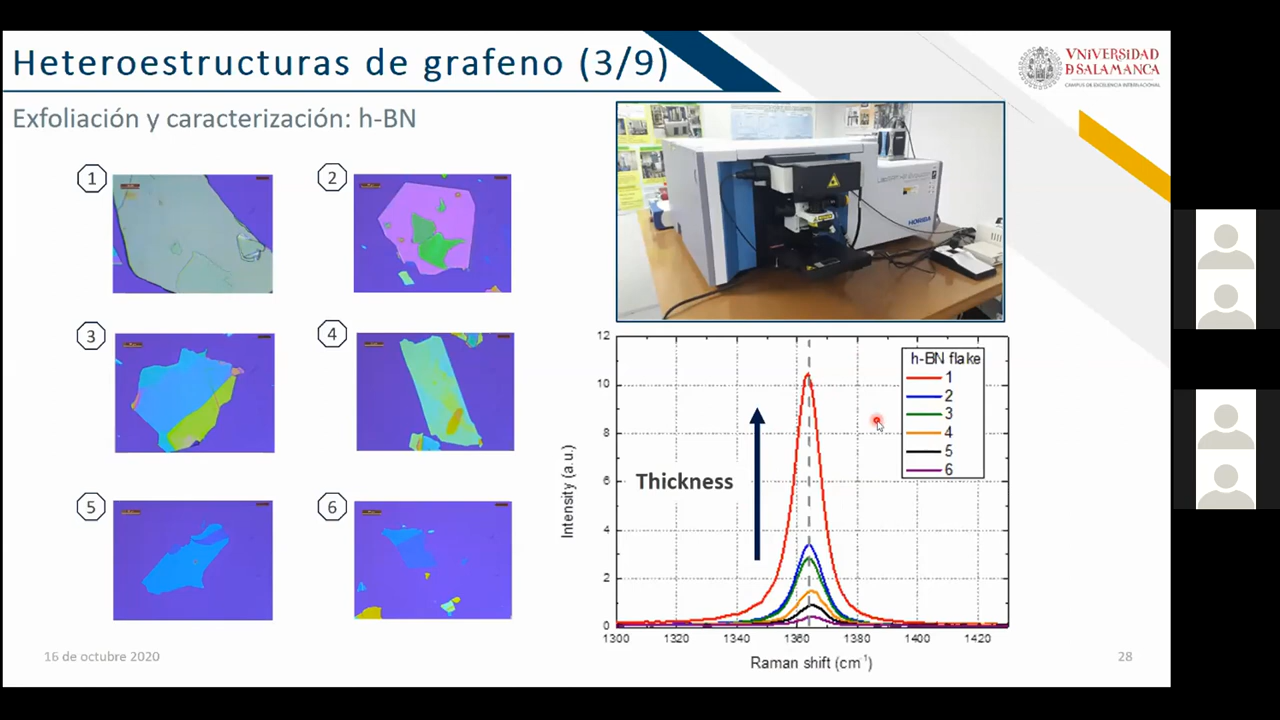 Heteroestructuras de grafeno (3/9)
VNiVERSiDAD
D SALAMANCA
CAMPUS DE EXCELENCIA INTERNACIONAL
Exfoliación y caracterización: h-BN
1
2
3
4
5
6
HORIBA
12
10
8
6
4
2
0
Intensity (a.u.)
Thickness
h-BN flake
1
2
3
4
5
6
1300
1320
1340
1360
1380
1400
1420
Raman shift (cm⁻¹)
16 de octubre 2020
28